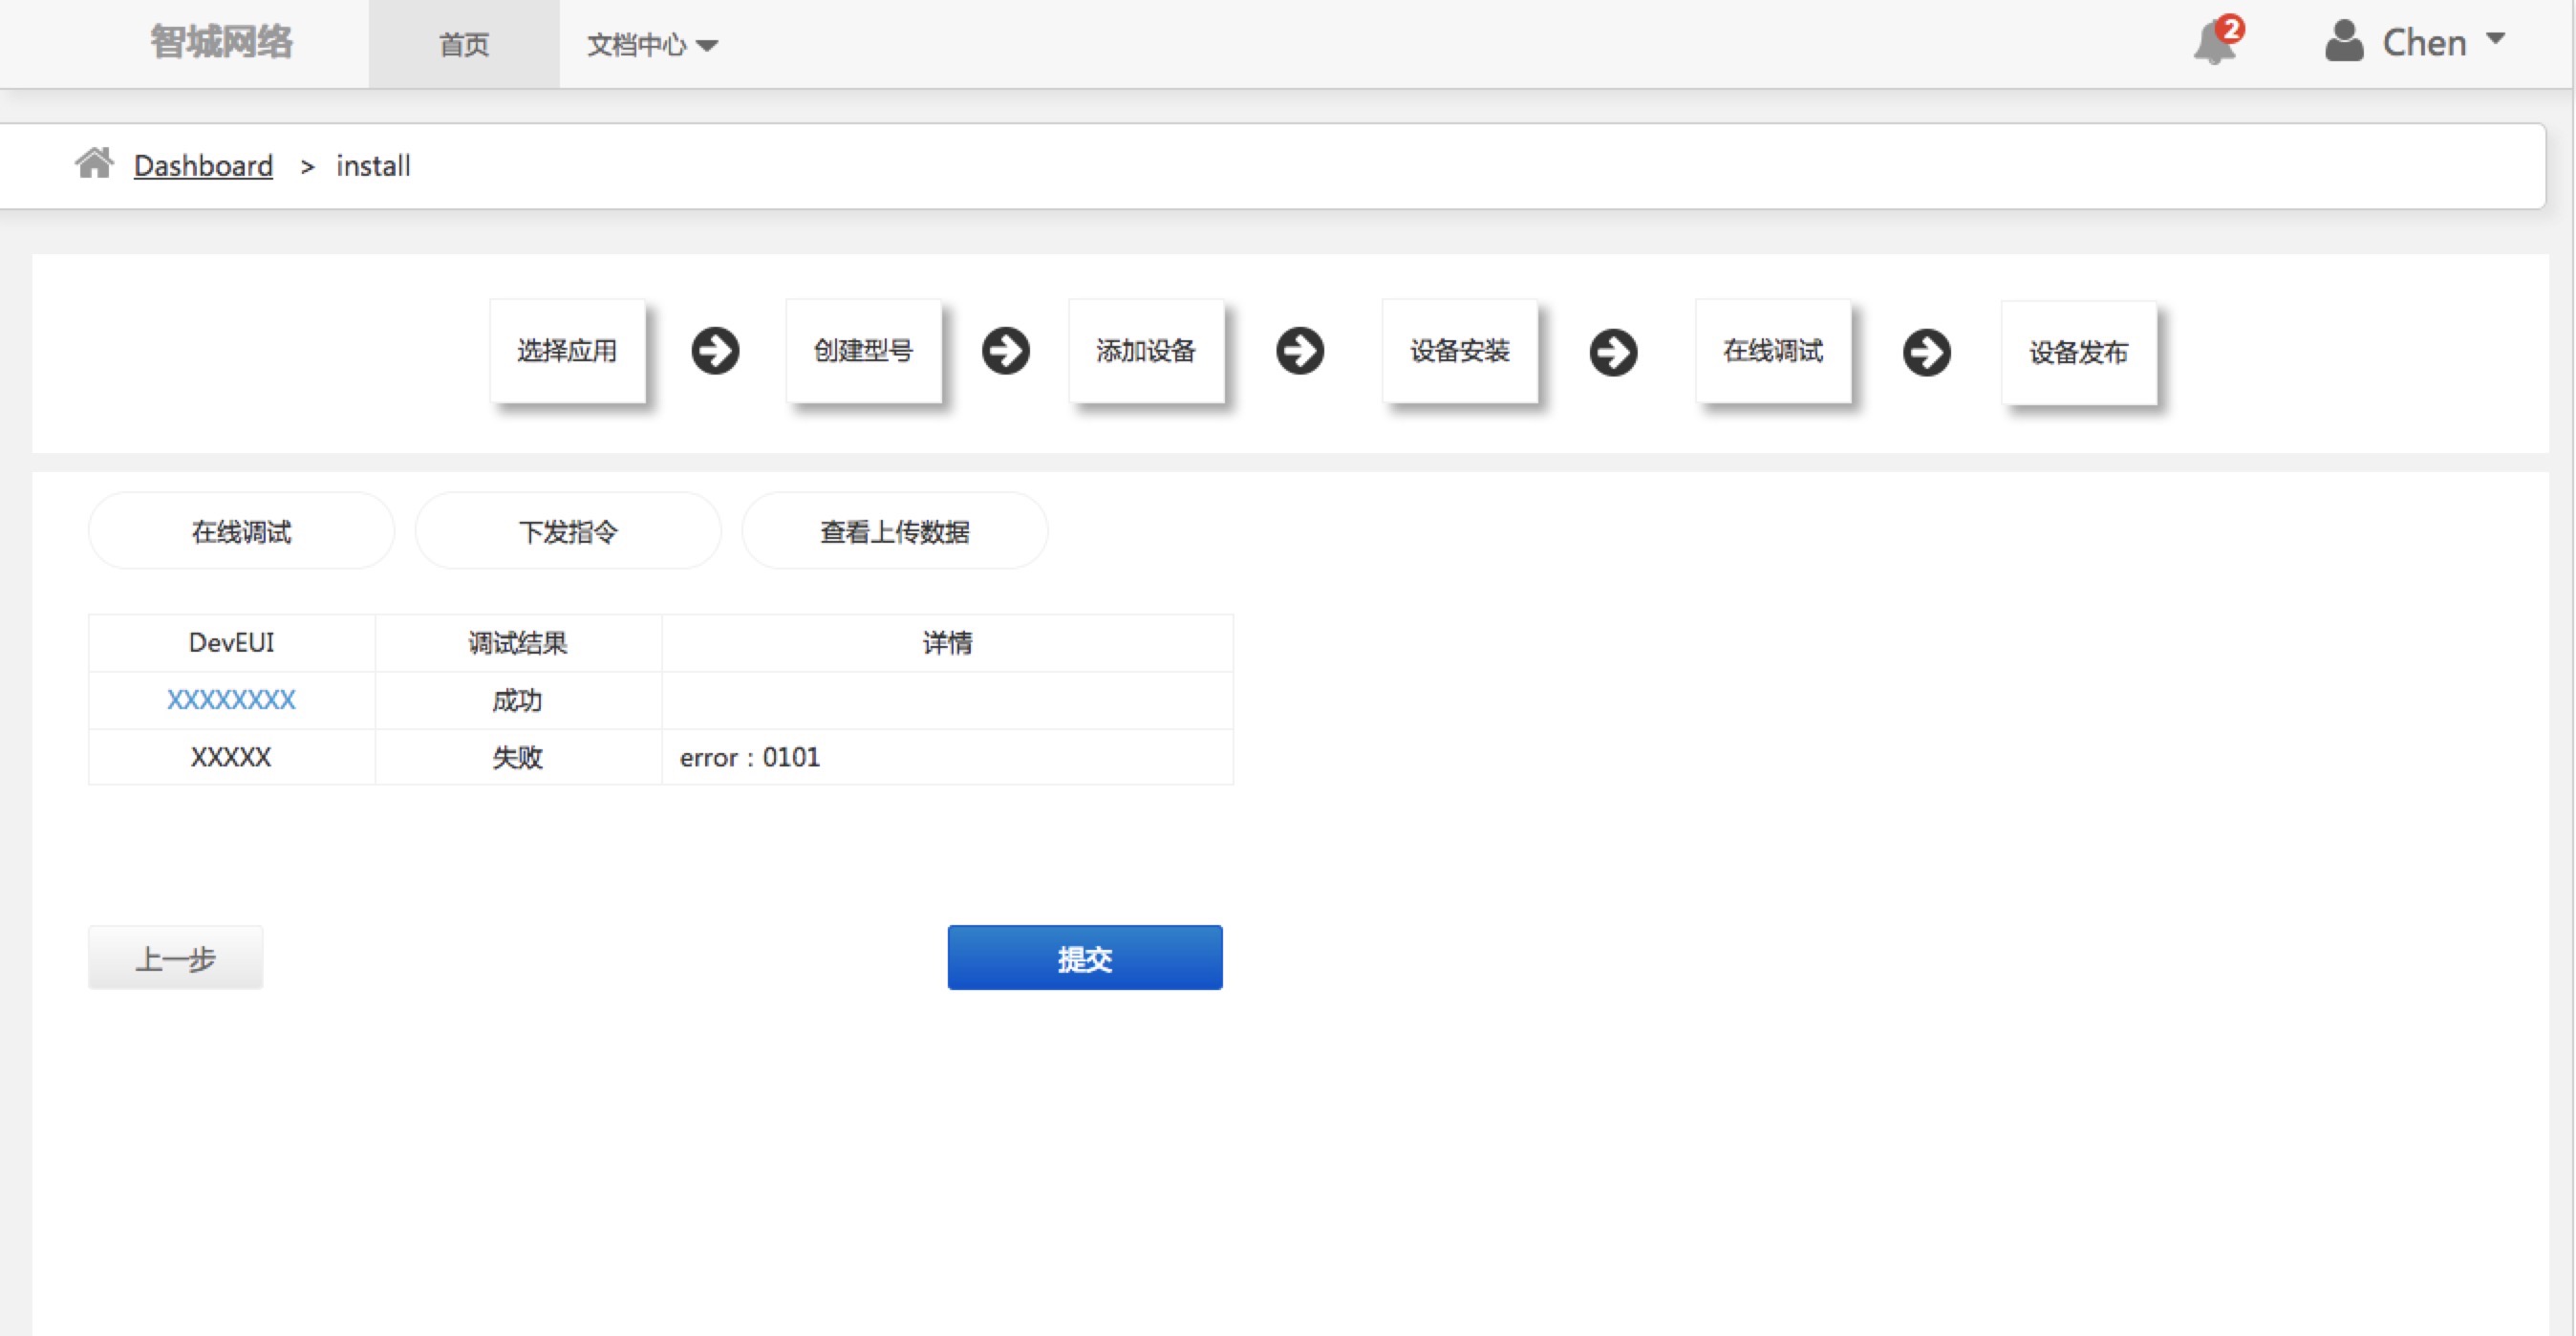 智城网络 首页 文档中心 2 Chen
Dashboard > install
选择应用 创建型号 添加设备 设备安装 在线调试 设备发布
在线调试 下发指令 查看上传数据
DevEUI 调试结果 详情
XXXXXXXX 成功
XXXXX 失败 error：0101
上一步 提交